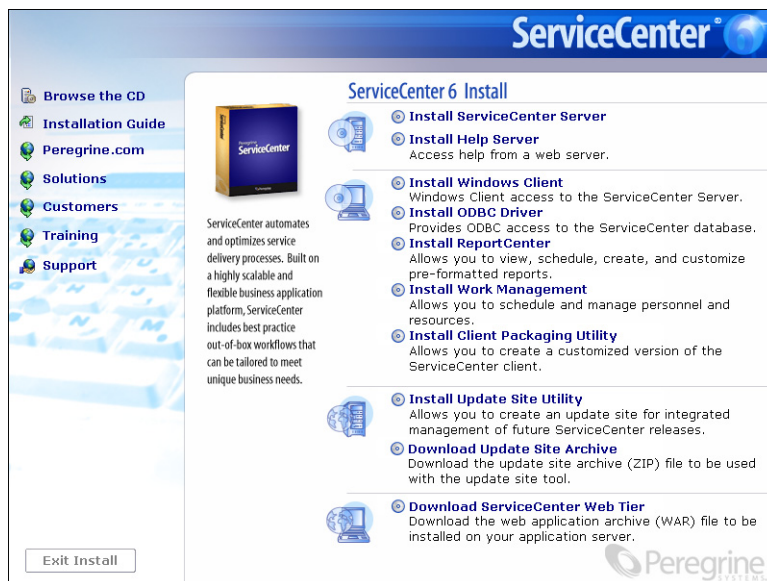 ServiceCenter®
Browse the CD
Installation Guide
Peregrine.com
Solutions
Customers
Training
Support
Exit Install
Peregrine
ServiceCenter
ServiceCenter automates
and optimizes service
delivery processes. Built on
a highly scalable and
flexible business application
platform, ServiceCenter
includes best practice
out-of-box workflows that
can be tailored to meet
unique business needs.
ServiceCenter 6 Install
Install ServiceCenter Server
Install Help Server
Access help from a web server.
Install Windows Client
Windows Client access to the ServiceCenter Server.
Install ODBC Driver
Provides ODBC access to the ServiceCenter database.
Install ReportCenter
Allows you to view, schedule, create, and customize
pre-formatted reports.
Install Work Management
Allows you to schedule and manage personnel and
resources.
Install Client Packaging Utility
Allows you to create a customized version of the
ServiceCenter client.
Install Update Site Utility
Allows you to create an update site for integrated
management of future ServiceCenter releases.
Download Update Site Archive
Download the update site archive (ZIP) file to be used
with the update site tool.
Download ServiceCenter Web Tier
Download the web application archive (WAR) file to be
installed on your application server.
Peregrine
SYSTEMS